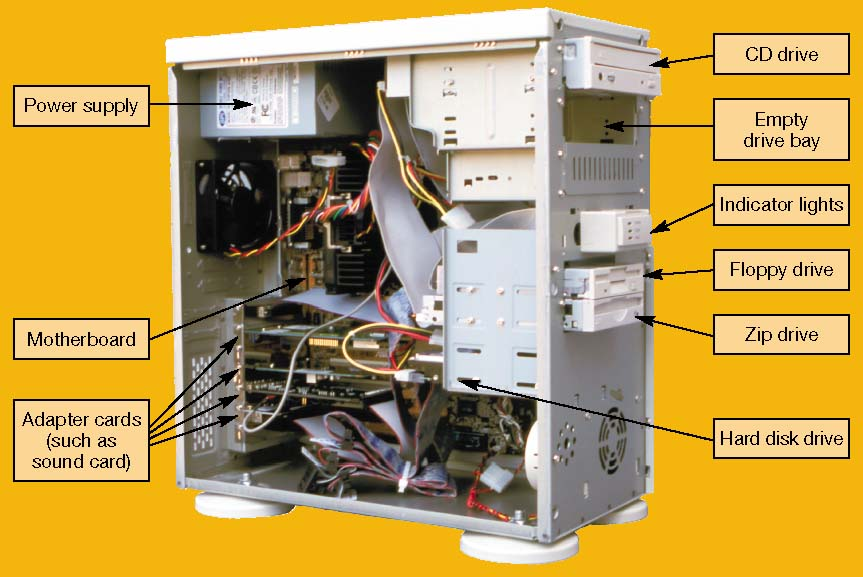 Power supply
Motherboard
Adapter cards
(such as
sound card)
CD drive
Empty
drive bay
Indicator lights
Floppy drive
Zip drive
Hard disk drive